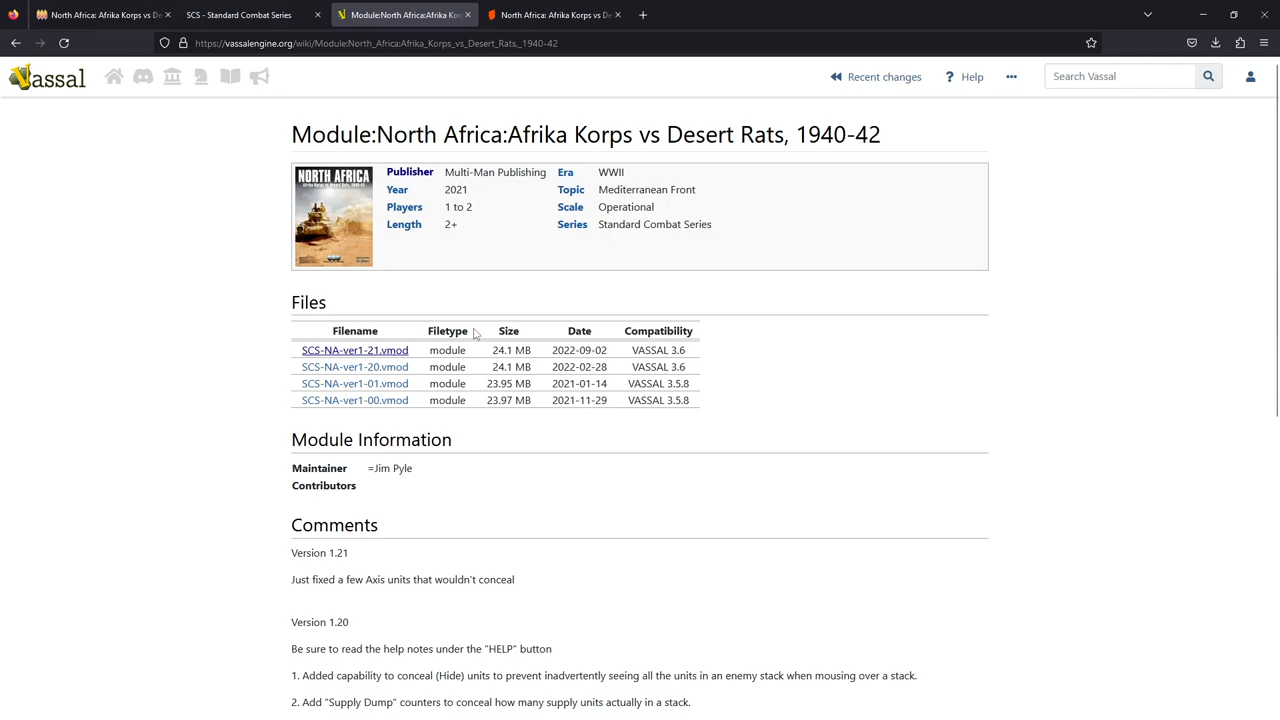 North Africa: Afrika Korps vs De
SCS - Standard Combat Series
Module:North Africa:Afrika Kor
North Africa: Afrika Korps vs De
https://vassalengine.org/wiki/Module:North_Africa:Afrika_Korps_vs_Desert_Rats,_1940-42
Vassal
Recent changes
? Help
Search Vassal
Module:North Africa:Afrika Korps vs Desert Rats, 1940-42
NORTH AFRICA
Afrika Korps vs Desert Rats, 1940-42
Publisher Multi-Man Publishing Era WWII
Year 2021 Topic Mediterranean Front
Players 1 to 2 Scale Operational
Length 2+ Series Standard Combat Series
Files
Filename Filetype Size Date Compatibility
SCS-NA-ver1-21.vmod module 24.1 MB 2022-09-02 VASSAL 3.6
SCS-NA-ver1-20.vmod module 24.1 MB 2022-02-28 VASSAL 3.6
SCS-NA-ver1-01.vmod module 23.95 MB 2021-01-14 VASSAL 3.5.8
SCS-NA-ver1-00.vmod module 23.97 MB 2021-11-29 VASSAL 3.5.8
Module Information
Maintainer =Jim Pyle
Contributors
Comments
Version 1.21
Just fixed a few Axis units that wouldn't conceal
Version 1.20
Be sure to read the help notes under the "HELP" button
1. Added capability to conceal (Hide) units to prevent inadvertently seeing all the units in an enemy stack when mousing over a stack.
2. Add "Supply Dump" counters to conceal how many supply units actually in a stack.